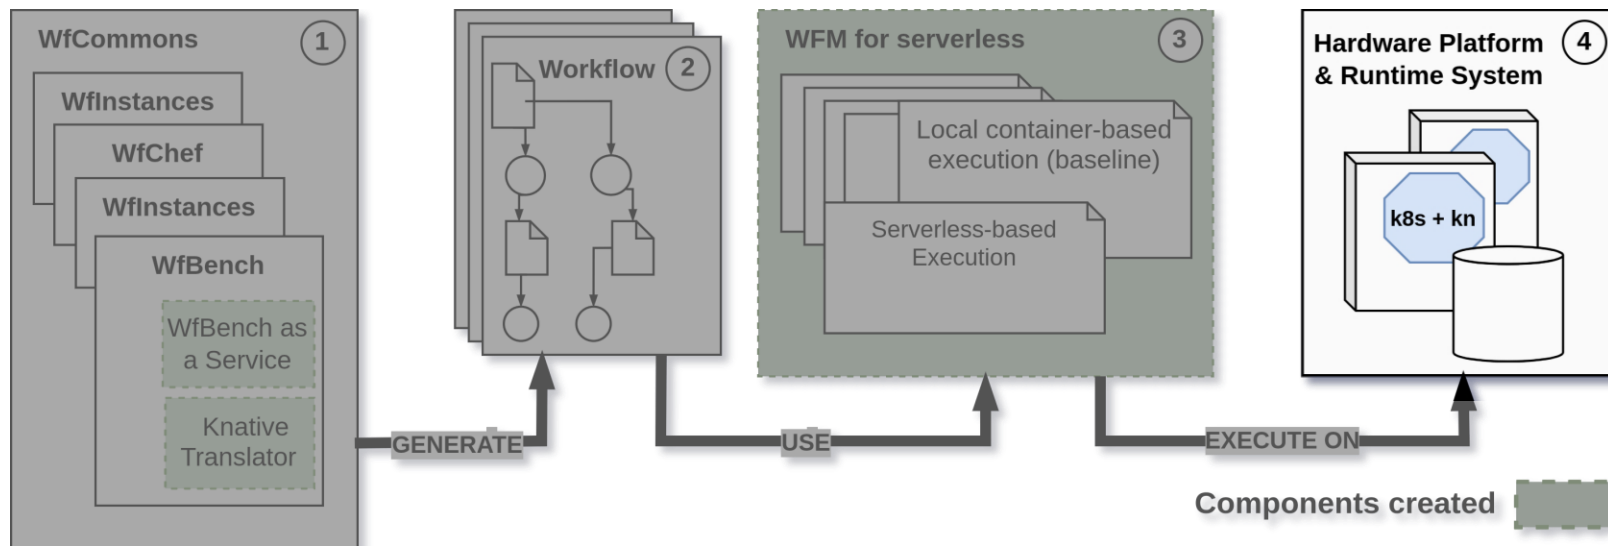 WfCommons
1
WfInstances
WfChef
WfInstances
WfBench
WfBench as
a Service
Knative
Translator
GENERATE
Workflow
2
USE
WFM for serverless
3
Local container-based
execution (baseline)
Serverless-based
Execution
EXECUTE ON
Hardware Platform
& Runtime System
4
k8s + kn
Components created